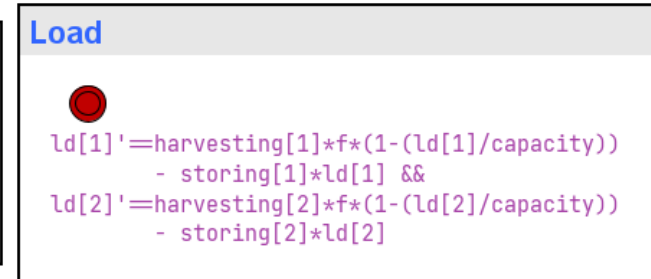 Load
ld[1]'==harvesting[1]*f*(1-(ld[1]/capacity))
- storing[1]*ld[1] &&
ld[2]'==harvesting[2]*f*(1-(ld[2]/capacity))
- storing[2]*ld[2]